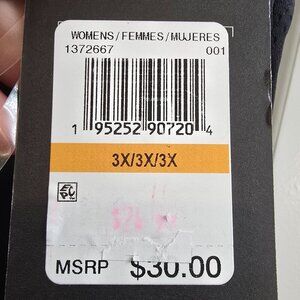 WOMENS/FEMMES/MUJERES
1372667 001
1 95252 90720 4
3X/3X/3X
MSRP $30.00